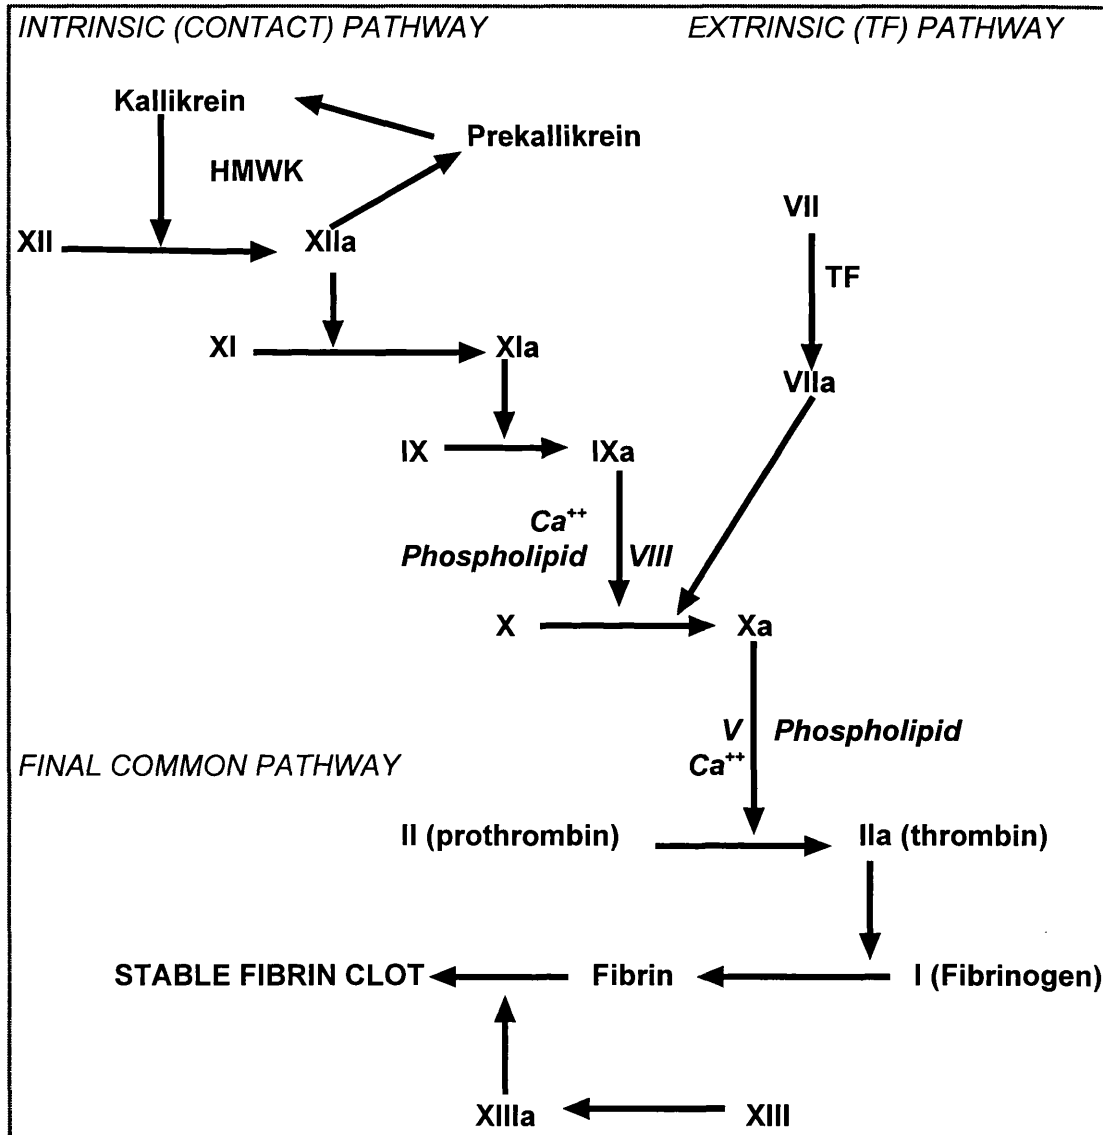 INTRINSIC (CONTACT) PATHWAY
EXTRINSIC (TF) PATHWAY
Kallikrein
Prekallikrein
HMWK
VII
XII
XIIa
TF
XI
XIa
VIIa
IX
IXa
Ca++
Phospholipid
VIII
X
Xa
V
Phospholipid
Ca++
FINAL COMMON PATHWAY
II (prothrombin)
IIa (thrombin)
STABLE FIBRIN CLOT
Fibrin
I (Fibrinogen)
XIIIa
XIII